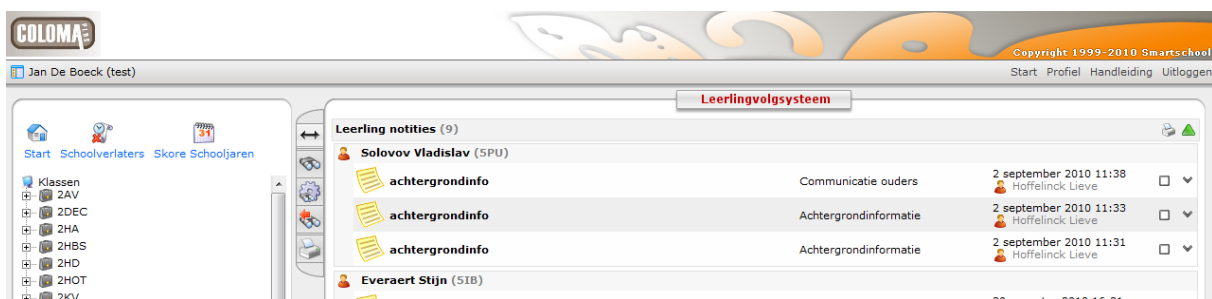 COLOMA
Copyright 1999-2010 Smartschool
Jan De Boeck (test)
Start Profiel Handleiding Uitloggen
Leerlingvolgsysteem
31
Start Schoolverlaters Skore Schooljaren
Klassen
2AV
2DEC
2HA
2HBS
2HD
2HOT
2KV
Leerling notities (9)
Solovov Vladislav (5PU)
achtergrondinfo Communicatie ouders 2 september 2010 11:38
Hoffelinck Lieve
achtergrondinfo Achtergrondinformatie 2 september 2010 11:33
Hoffelinck Lieve
achtergrondinfo Achtergrondinformatie 2 september 2010 11:31
Hoffelinck Lieve
Everaert Stijn (5IB)